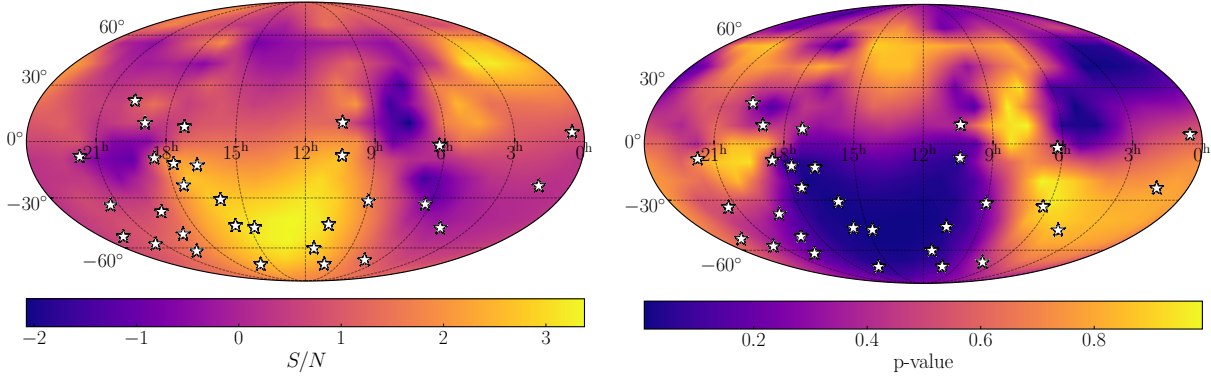 60° 60°
30° 30°
0° 21h 18h 15h 12h 9h 6h 3h 0h 0° 21h 18h 15h 12h 9h 6h 3h 0h
−30° −30°
−60° −60°
−2 −1 0 1 2 3 0.2 0.4 0.6 0.8
S/N p-value